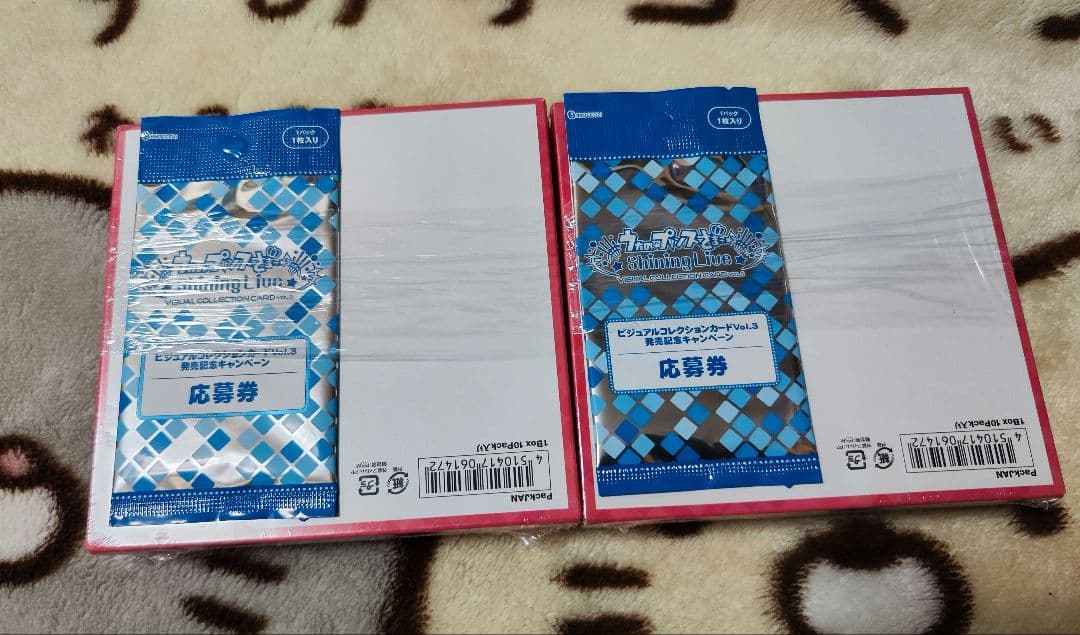 1パック
1枚入り
うたの☆プリンスさまっ♪
Shining Live
VISUAL COLLECTION CARD VOL.3
ビジュアルコレクションカードVol.3
発売記念キャンペーン
応募券
PackJAN
4 510417 061472
1Box 10Pack入り
紙
プラ
1パック
1枚入り
うたの☆プリンスさまっ♪
Shining Live
VISUAL COLLECTION CARD VOL.3
ビジュアルコレクションカードVol.3
発売記念キャンペーン
応募券
PackJAN
4 510417 061472
1Box 10Pack入り
紙
プラ